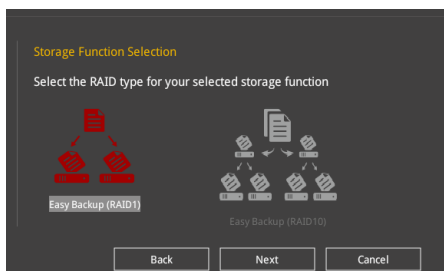 Storage Function Selection
Select the RAID type for your selected storage function
Easy Backup (RAID1)
Easy Backup (RAID10)
Back
Next
Cancel